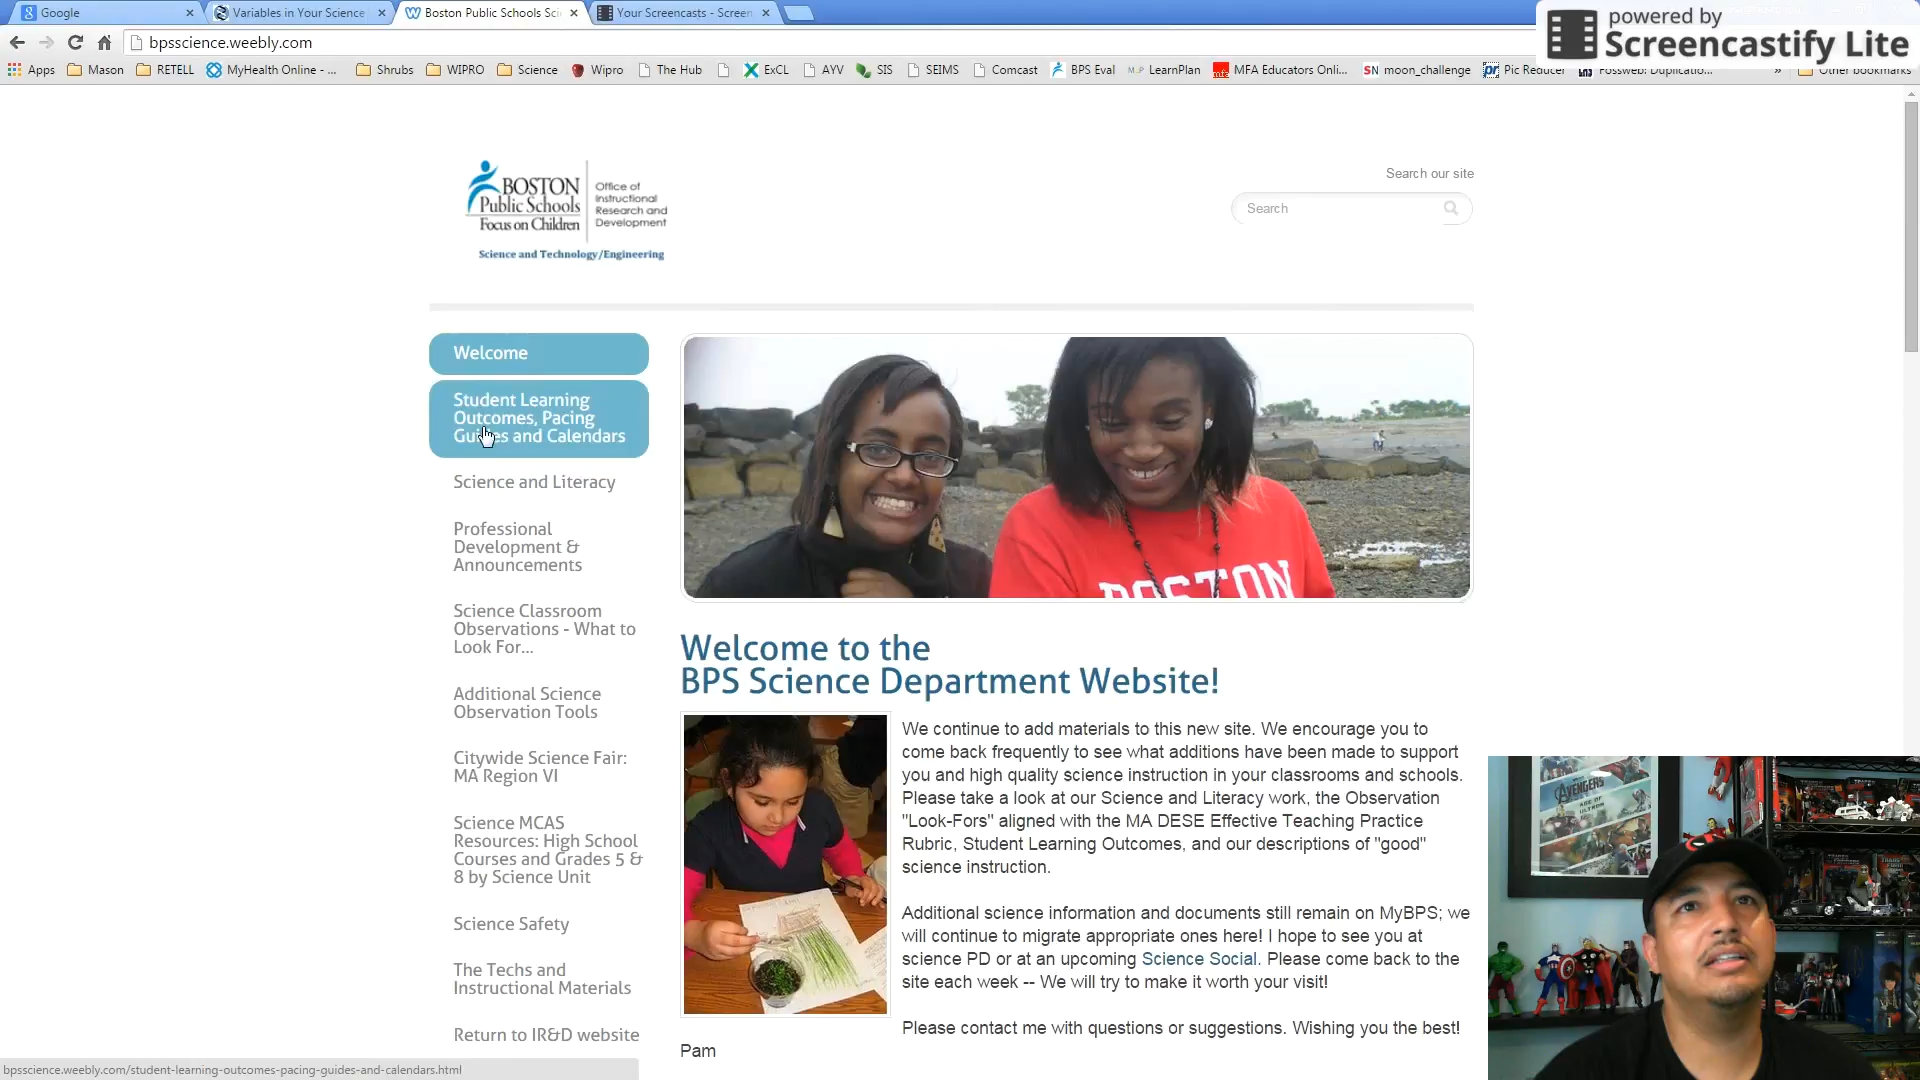 Google
Variables in Your Science
Boston Public Schools Sci
Your Screencasts - Screen
powered by
Screencastify Lite
bpsscience.weebly.com
Apps
Mason
RETELL
MyHealth Online - ...
Shrubs
WIPRO
Science
Wipro
The Hub
ExCL
AYV
SIS
SEIMS
Comcast
BPS Eval
LearnPlan
MFA Educators Onli...
moon_challenge
Pic Reducer
Fossweb: Duplicatio...
»
Other bookmarks
BOSTON
Public Schools
Focus on Children
Office of
Instructional
Research and
Development
Science and Technology/Engineering
Search our site
Search
Welcome
Student Learning
Outcomes, Pacing
Guides and Calendars
Science and Literacy
Professional
Development &
Announcements
Science Classroom
Observations - What to
Look For...
Additional Science
Observation Tools
Citywide Science Fair:
MA Region VI
Science MCAS
Resources: High School
Courses and Grades 5 &
8 by Science Unit
Science Safety
The Techs and
Instructional Materials
Return to IR&D website
BOSTON
Welcome to the
BPS Science Department Website!
We continue to add materials to this new site. We encourage you to
come back frequently to see what additions have been made to support
you and high quality science instruction in your classrooms and schools.
Please take a look at our Science and Literacy work, the Observation
"Look-Fors" aligned with the MA DESE Effective Teaching Practice
Rubric, Student Learning Outcomes, and our descriptions of "good"
science instruction.
Additional science information and documents still remain on MyBPS; we
will continue to migrate appropriate ones here! I hope to see you at
science PD or at an upcoming Science Social. Please come back to the
site each week -- We will try to make it worth your visit!
Please contact me with questions or suggestions. Wishing you the best!
Pam
AVENGERS
AGE OF
ULTRON
bpsscience.weebly.com/student-learning-outcomes-pacing-guides-and-calendars.html